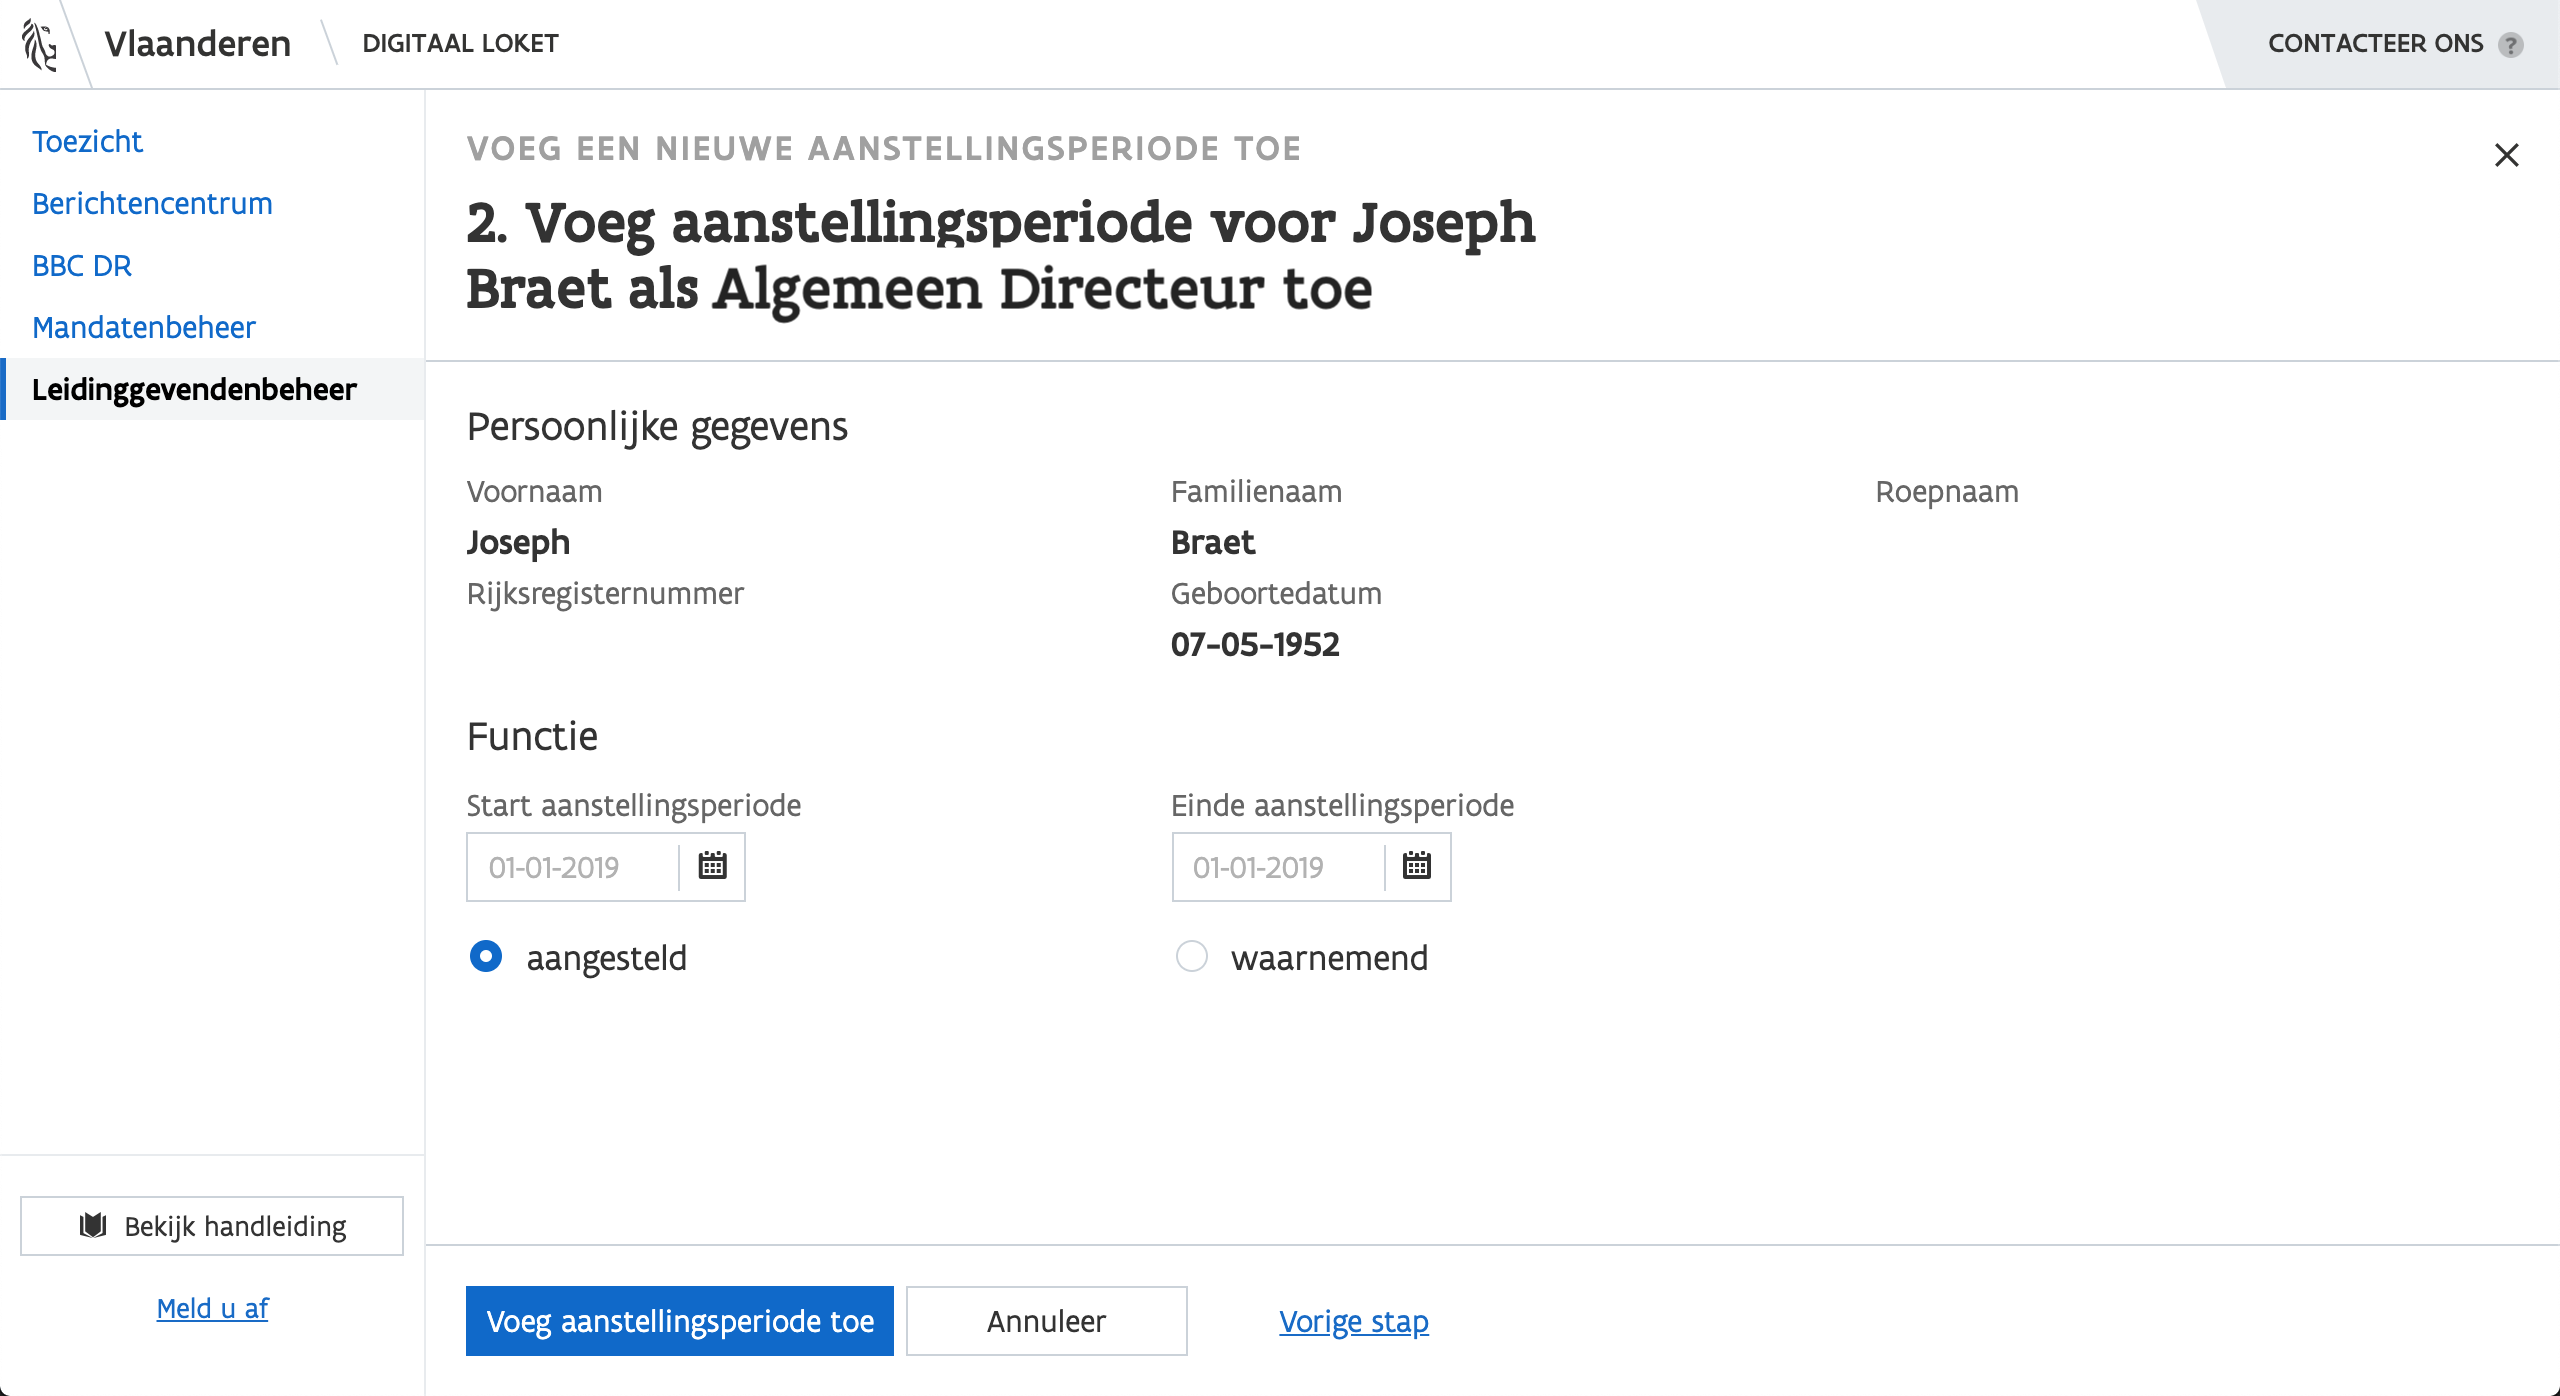 Vlaanderen
DIGITAAL LOKET
CONTACTEER ONS ?
Toezicht
Berichtencentrum
BBC DR
Mandatenbeheer
Leidinggevendenbeheer
VOEG EEN NIEUWE AANSTELLINGSPERIODE TOE
2. Voeg aanstellingsperiode voor Joseph
Braet als Algemeen Directeur toe
Persoonlijke gegevens
Voornaam
Joseph
Familienaam
Braet
Roepnaam
Rijksregisternummer
Geboortedatum
07-05-1952
Functie
Start aanstellingsperiode
01-01-2019
Einde aanstellingsperiode
01-01-2019
aangesteld
waarnemend
Bekijk handleiding
Meld u af
Voeg aanstellingsperiode toe
Annuleer
Vorige stap